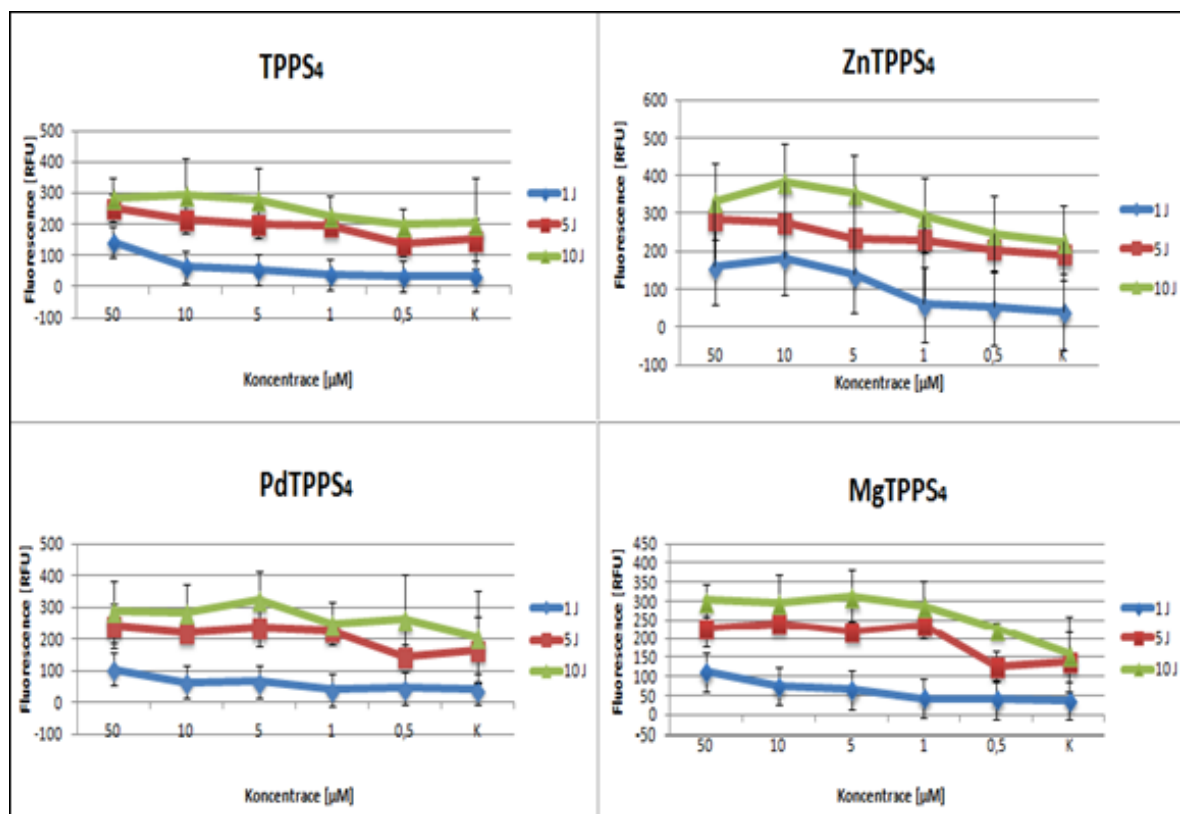 TPPS₄
Fluorescence [RFU]
500
400
300
200
100
0
-100
50 10 5 1 0,5 K
Koncentrace [µM]
1 J
5 J
10 J
ZnTPPS₄
Fluorescence [RFU]
600
500
400
300
200
100
0
-100
50 10 5 1 0,5 K
Koncentrace [µM]
1 J
5 J
10 J
PdTPPS₄
Fluorescence [RFU]
500
400
300
200
100
0
-100
50 10 5 1 0,5 K
Koncentrace [µM]
1 J
5 J
10 J
MgTPPS₄
Fluorescence [RFU]
450
400
350
300
250
200
150
100
50
0
-50
50 10 5 1 0,5 K
Koncentrace [µM]
1 J
5 J
10 J